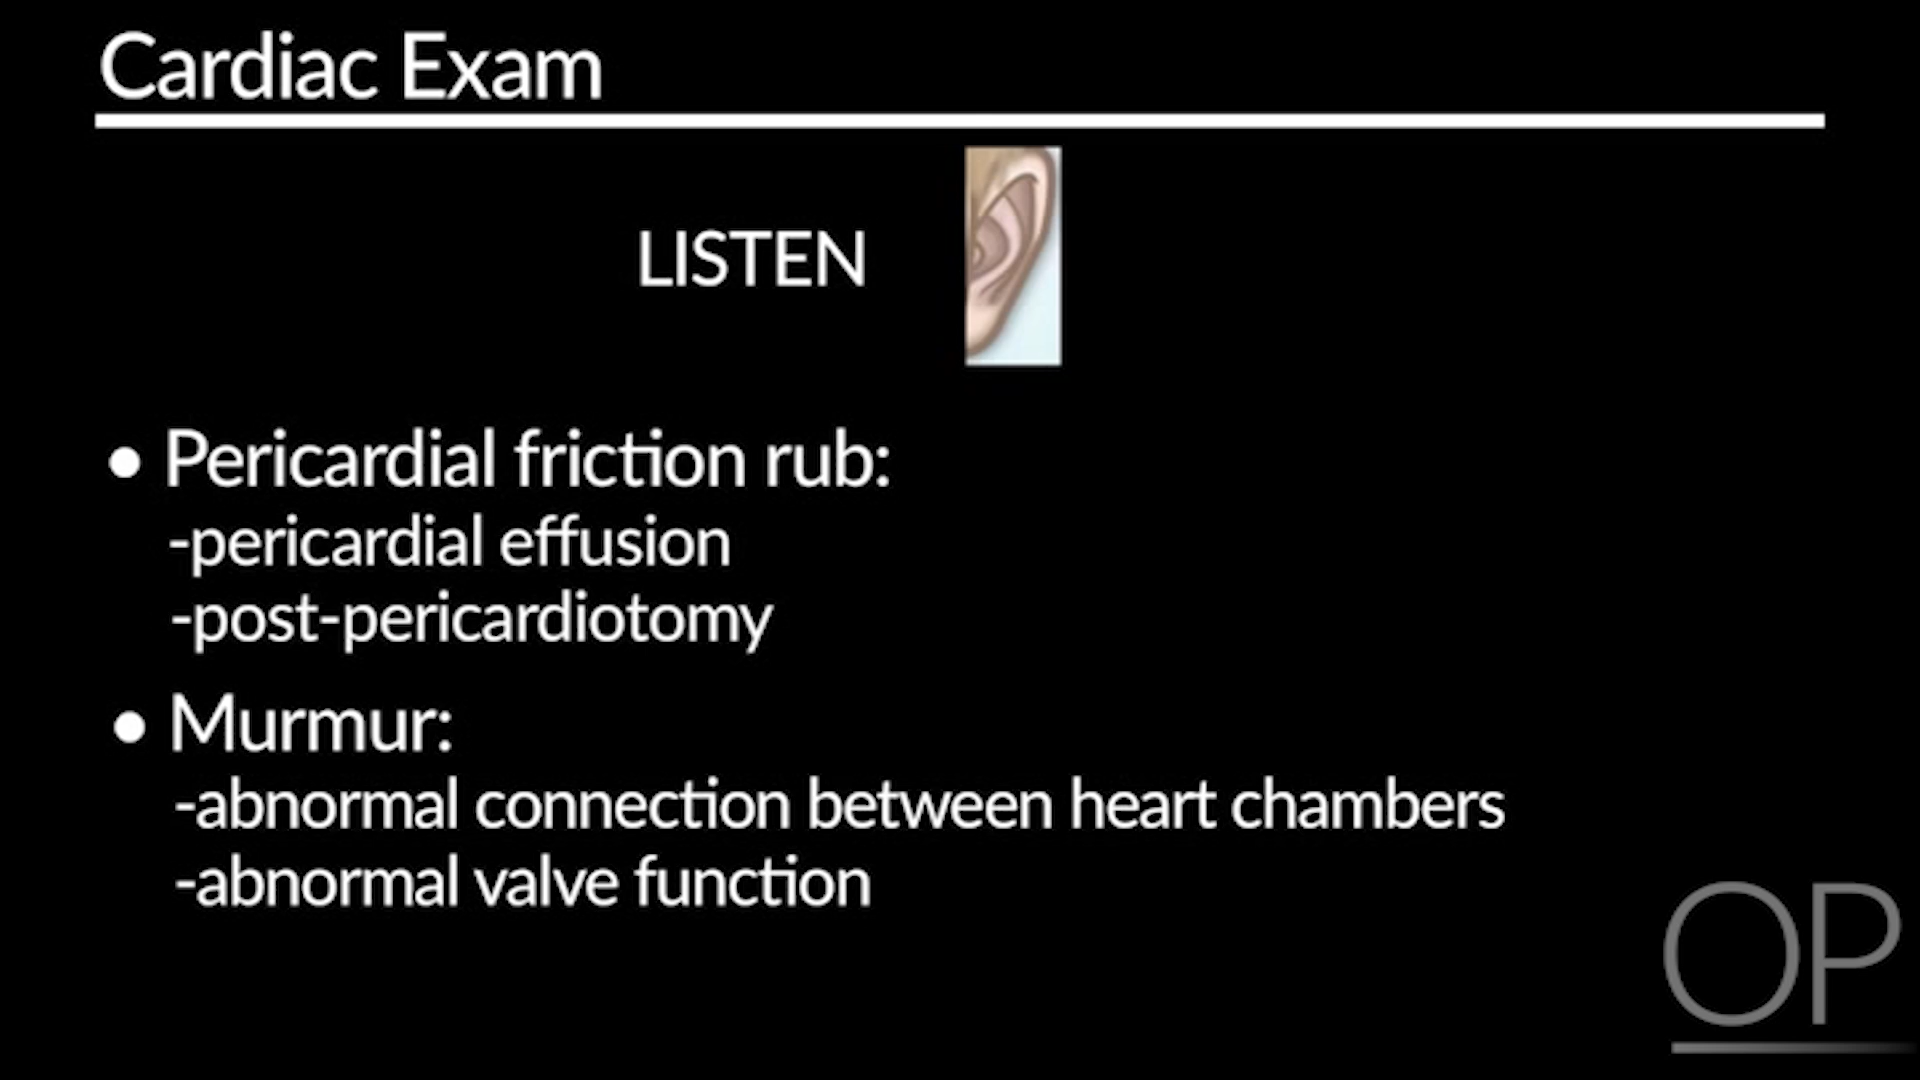 Cardiac Exam
LISTEN
• Pericardial friction rub:
-pericardial effusion
-post-pericardiotomy
• Murmur:
-abnormal connection between heart chambers
-abnormal valve function
OP